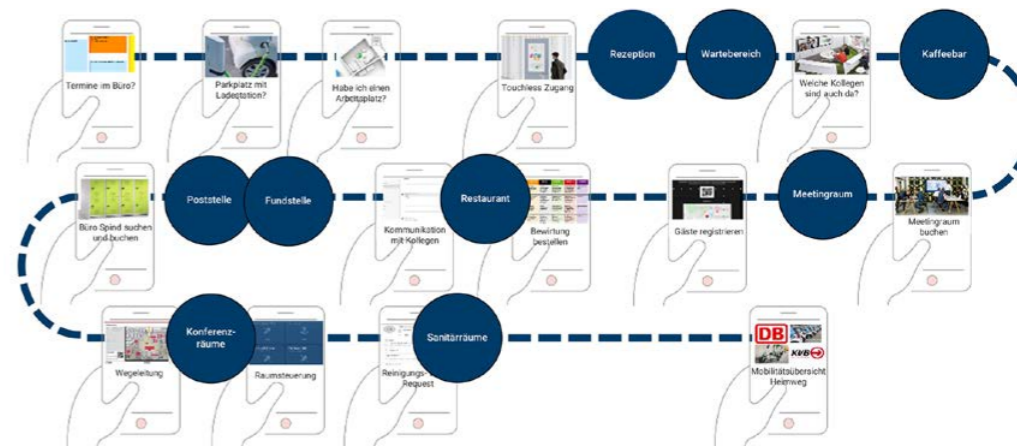 Termine im Büro?
Parkplatz mit
Ladestation?
Habe ich einen
Arbeitsplatz?
Touchless Zugang
Rezeption
Wartebereich
Welche Kollegen
sind auch da?
Kaffeebar
Büro Spind suchen
und buchen
Poststelle
Fundstelle
Kommunikation
mit Kollegen
Restaurant
Bewirtung
bestellen
Gäste registrieren
Meetingraum
Meetingraum
buchen
Wegeleitung
Konferenz-
räume
Raumsteuerung
Reinigungs-
Request
Sanitärräume
DB
KVB
Mobilitätsübersicht
Heimweg